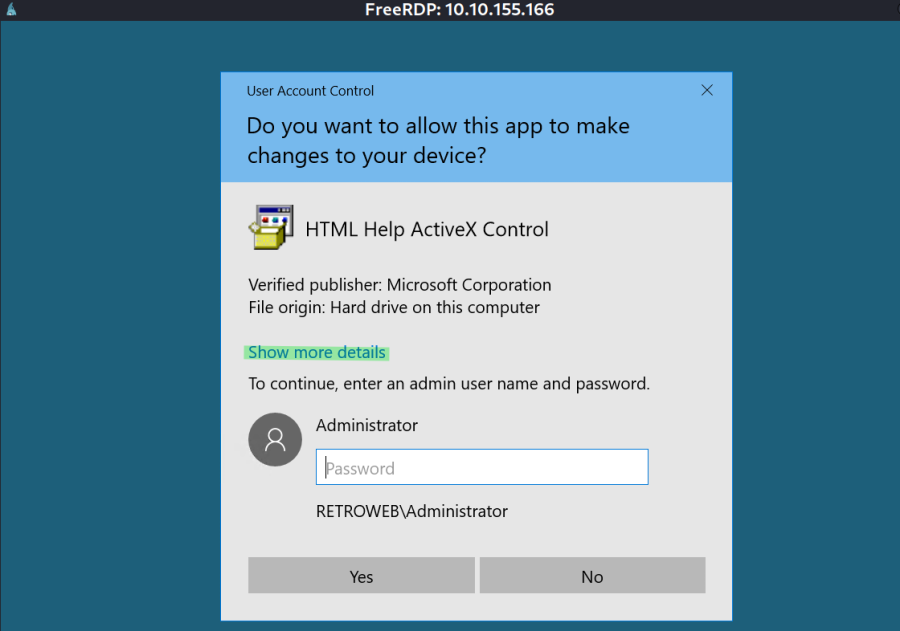 FreeRDP: 10.10.155.166
User Account Control
Do you want to allow this app to make
changes to your device?
HTML Help ActiveX Control
Verified publisher: Microsoft Corporation
File origin: Hard drive on this computer
Show more details
To continue, enter an admin user name and password.
Administrator
Password
RETROWEB\Administrator
Yes No